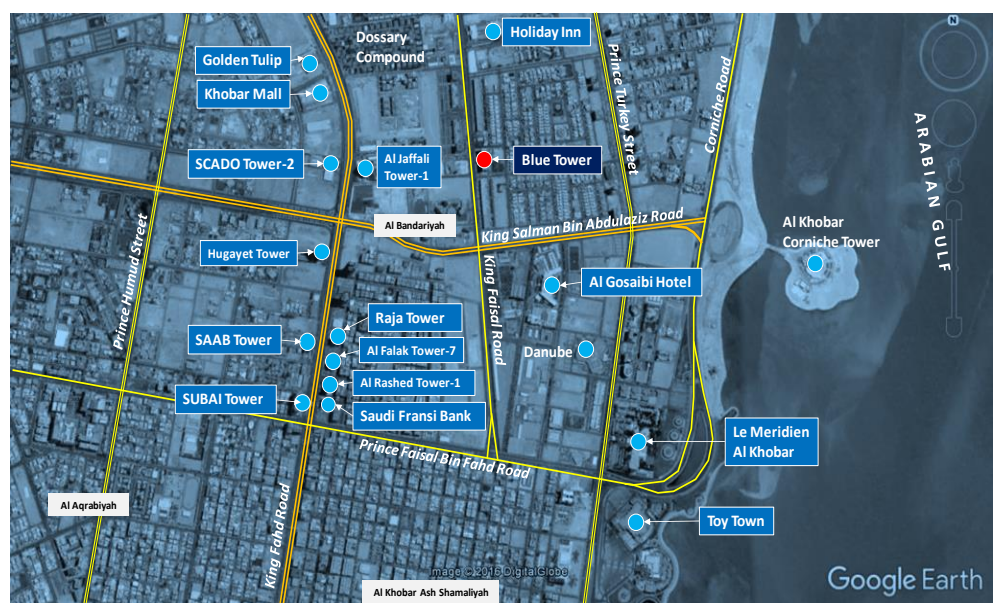 Holiday Inn
Dossary
Compound
Golden Tulip
Khobar Mall
SCADO Tower-2
Al Jaffali
Tower-1
Blue Tower
Prince Turkey Street
Corniche Road
N
ARABIAN GULF
Al Bandariyah
King Salman Bin Abdulaziz Road
Al Khobar
Corniche Tower
Prince Humud Street
Hugayet Tower
King Faisal Road
Al Gosaibi Hotel
Raja Tower
SAAB Tower
Al Falak Tower-7
Danube
Al Rashed Tower-1
SUBAI Tower
Saudi Fransi Bank
Prince Faisal Bin Fahd Road
Le Meridien
Al Khobar
Al Aqrabiyah
King Fahd Road
Toy Town
Image © 2016 DigitalGlobe
Al Khobar Ash Shamaliyah
Google Earth